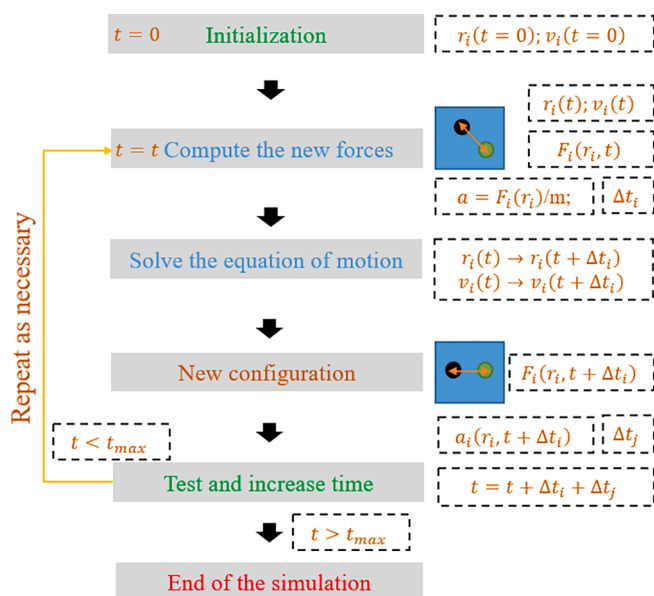 t = 0 Initialization
r_i(t = 0); v_i(t = 0)
r_i(t); v_i(t)
t = t Compute the new forces
F_i(r_i, t)
a = F_i(r_i)/m;
Δt_i
Solve the equation of motion
r_i(t) → r_i(t + Δt_i)
v_i(t) → v_i(t + Δt_i)
Repeat as necessary
New configuration
F_i(r_i, t + Δt_i)
t < t_max
a_i(r_i, t + Δt_i)
Δt_j
Test and increase time
t = t + Δt_i + Δt_j
t > t_max
End of the simulation